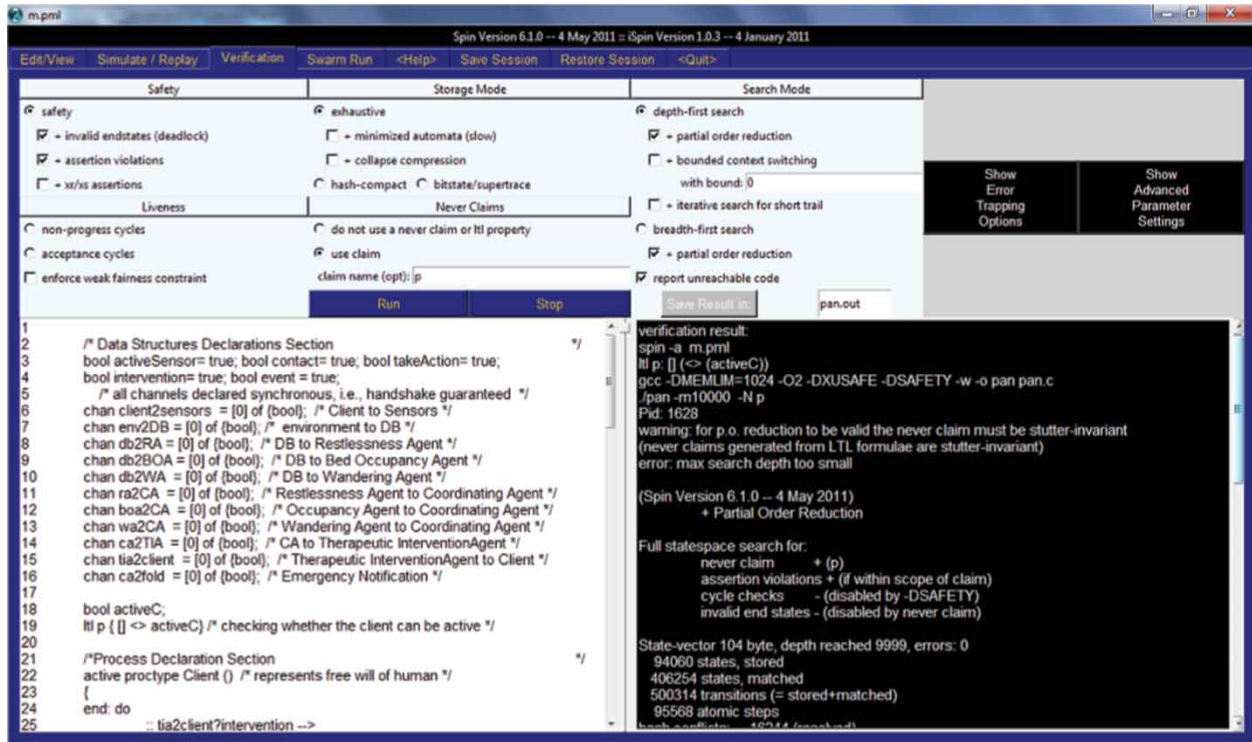 m.pml
Spin Version 6.1.0 -- 4 May 2011 :: iSpin Version 1.0.3 -- 4 January 2011
Edit/View Simulate / Replay Verification Swarm Run <Help> Save Session Restore Session <Quit>
Safety
safety
+ invalid endstates (deadlock)
+ assertion violations
+ xr/xs assertions
Liveness
non-progress cycles
acceptance cycles
enforce weak fairness constraint
Storage Mode
exhaustive
+ minimized automata (slow)
+ collapse compression
hash-compact bitstate/supertrace
Never Claims
do not use a never claim or ltl property
use claim
claim name (opt): p
Run Stop
Search Mode
depth-first search
+ partial order reduction
+ bounded context switching
with bound: 0
+ iterative search for short trail
breadth-first search
+ partial order reduction
report unreachable code
Save Result in: pan.out
Show
Error
Trapping
Options
Show
Advanced
Parameter
Settings
1
2 /* Data Structures Declarations Section */
3 bool activeSensor= true; bool contact= true; bool takeAction= true;
4 bool intervention= true; bool event = true;
5 /* all channels declared synchronous, i.e., handshake guaranteed */
6 chan client2sensors = [0] of {bool}; /* Client to Sensors */
7 chan env2DB = [0] of {bool}; /* environment to DB */
8 chan db2RA = [0] of {bool}; /* DB to Restlessness Agent */
9 chan db2BOA = [0] of {bool}; /* DB to Bed Occupancy Agent */
10 chan db2WA = [0] of {bool}; /* DB to Wandering Agent */
11 chan ra2CA = [0] of {bool}; /* Restlessness Agent to Coordinating Agent */
12 chan boa2CA = [0] of {bool}; /* Occupancy Agent to Coordinating Agent */
13 chan wa2CA = [0] of {bool}; /* Wandering Agent to Coordinating Agent */
14 chan ca2TIA = [0] of {bool}; /* CA to Therapeutic InterventionAgent */
15 chan tia2client = [0] of {bool}; /* Therapeutic InterventionAgent to Client */
16 chan ca2fold = [0] of {bool}; /* Emergency Notification */
17
18 bool activeC;
19 ltl p { [] <> activeC} /* checking whether the client can be active */
20
21 /*Process Declaration Section */
22 active proctype Client () /* represents free will of human */
23 {
24 end: do
25 :: tia2client?intervention -->
verification result:
spin -a m.pml
ltl p: [] (<> (activeC))
gcc -DMEMLIM=1024 -O2 -DXUSAFE -DSAFETY -w -o pan pan.c
./pan -m10000 -N p
Pid: 1628
warning: for p.o. reduction to be valid the never claim must be stutter-invariant
(never claims generated from LTL formulae are stutter-invariant)
error: max search depth too small
(Spin Version 6.1.0 -- 4 May 2011)
+ Partial Order Reduction
Full statespace search for:
never claim + (p)
assertion violations + (if within scope of claim)
cycle checks - (disabled by -DSAFETY)
invalid end states - (disabled by never claim)
State-vector 104 byte, depth reached 9999, errors: 0
94060 states, stored
406254 states, matched
500314 transitions (= stored+matched)
95568 atomic steps
hash conflicts: 16244 (resolved)